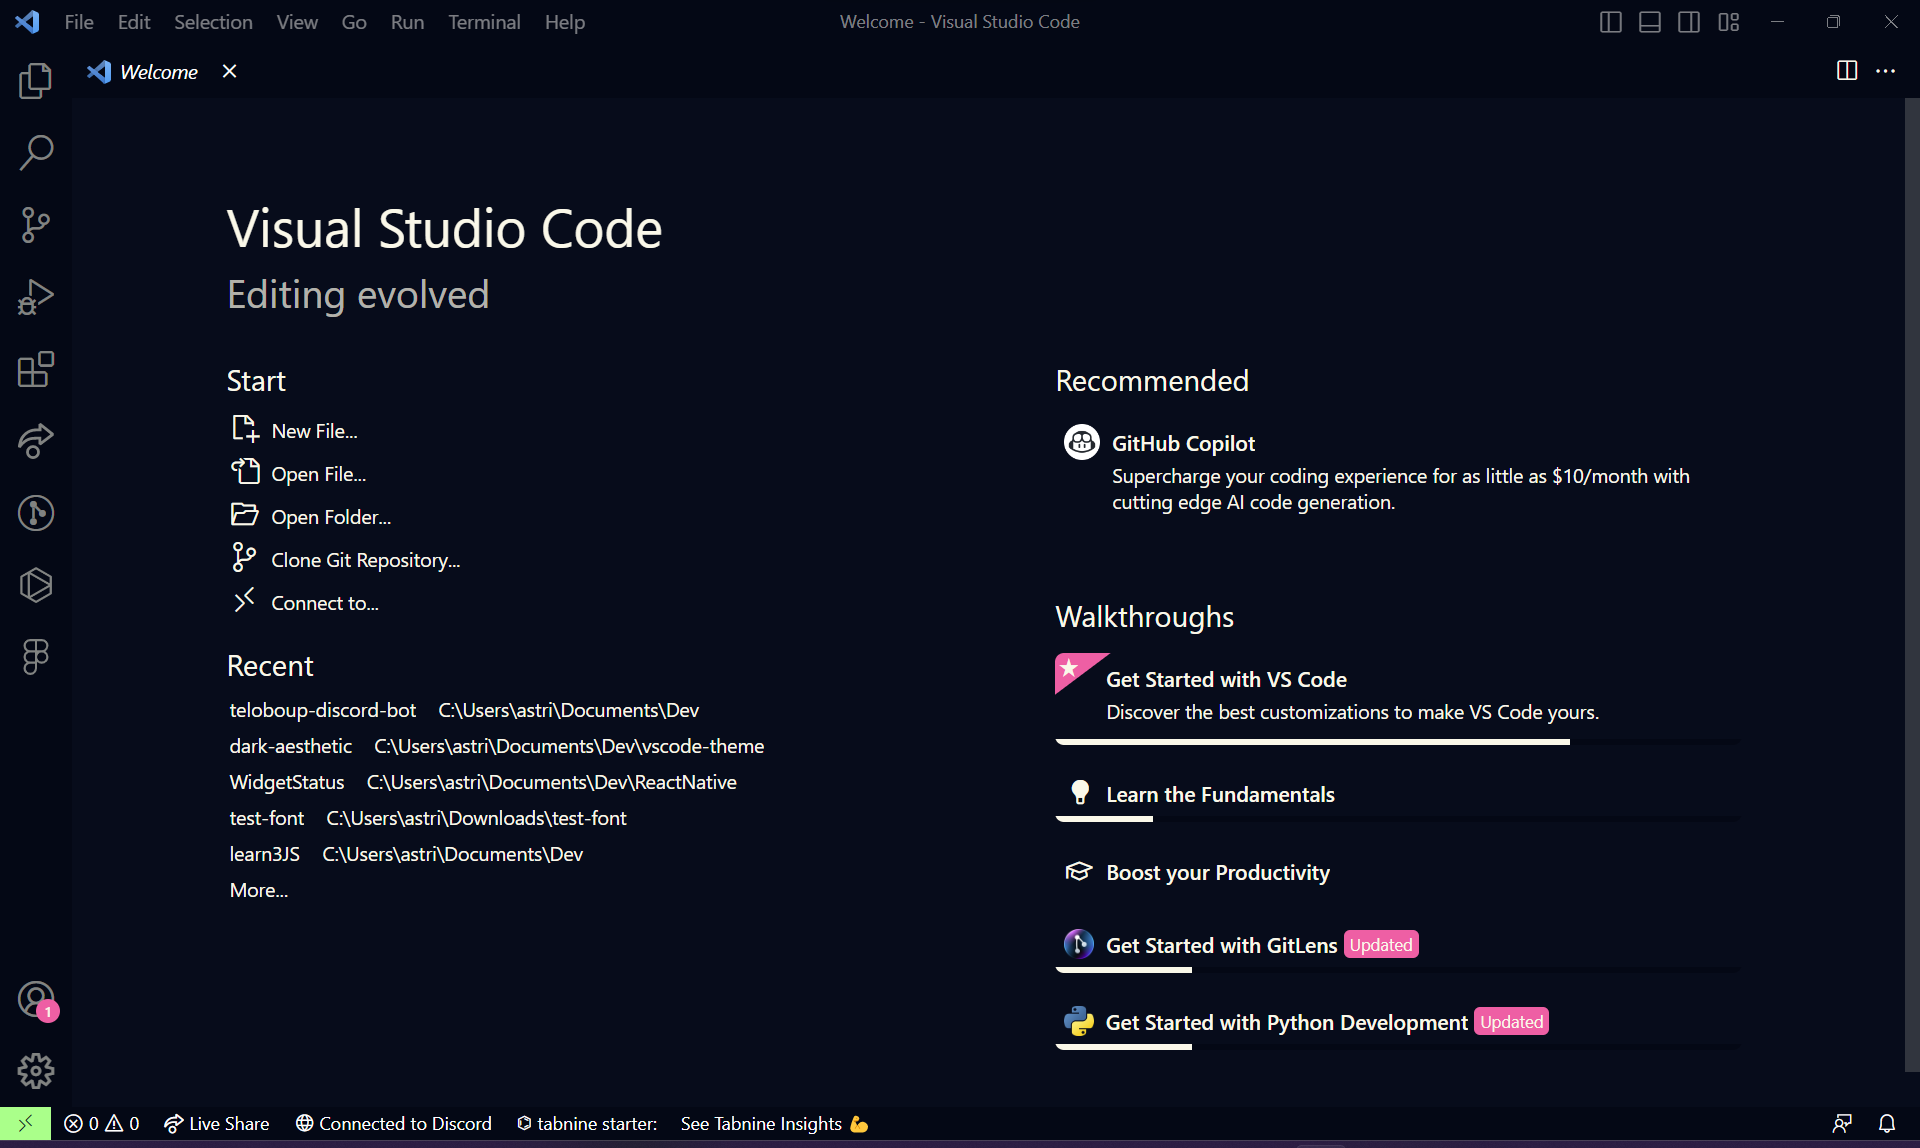 File Edit Selection View Go Run Terminal Help
Welcome - Visual Studio Code
Welcome
Visual Studio Code
Editing evolved
Start
New File...
Open File...
Open Folder...
Clone Git Repository...
Connect to...
Recent
teloboup-discord-bot C:\Users\astri\Documents\Dev
dark-aesthetic C:\Users\astri\Documents\Dev\vscode-theme
WidgetStatus C:\Users\astri\Documents\Dev\ReactNative
test-font C:\Users\astri\Downloads\test-font
learn3JS C:\Users\astri\Documents\Dev
More...
Recommended
GitHub Copilot
Supercharge your coding experience for as little as $10/month with
cutting edge AI code generation.
Walkthroughs
Get Started with VS Code
Discover the best customizations to make VS Code yours.
Learn the Fundamentals
Boost your Productivity
Get Started with GitLens Updated
Get Started with Python Development Updated
1
0 0 Live Share Connected to Discord tabnine starter: See Tabnine Insights 💪